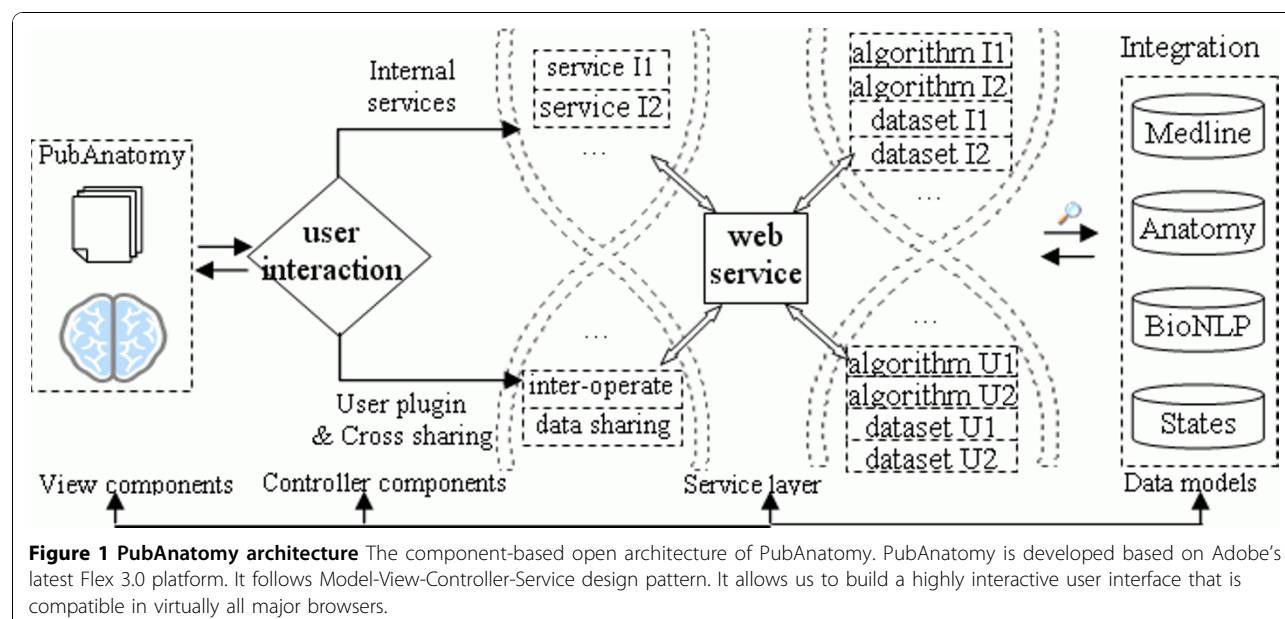 PubAnatomy
user
interaction
Internal
services
User plugin
& Cross sharing
service I1
service I2
...
...
inter-operate
data sharing
web
service
algorithm I1
algorithm I2
dataset I1
dataset I2
...
...
algorithm U1
algorithm U2
dataset U1
dataset U2
Integration
Medline
Anatomy
BioNLP
States
View components
Controller components
Service layer
Data models
Figure 1 PubAnatomy architecture The component-based open architecture of PubAnatomy. PubAnatomy is developed based on Adobe's
latest Flex 3.0 platform. It follows Model-View-Controller-Service design pattern. It allows us to build a highly interactive user interface that is
compatible in virtually all major browsers.